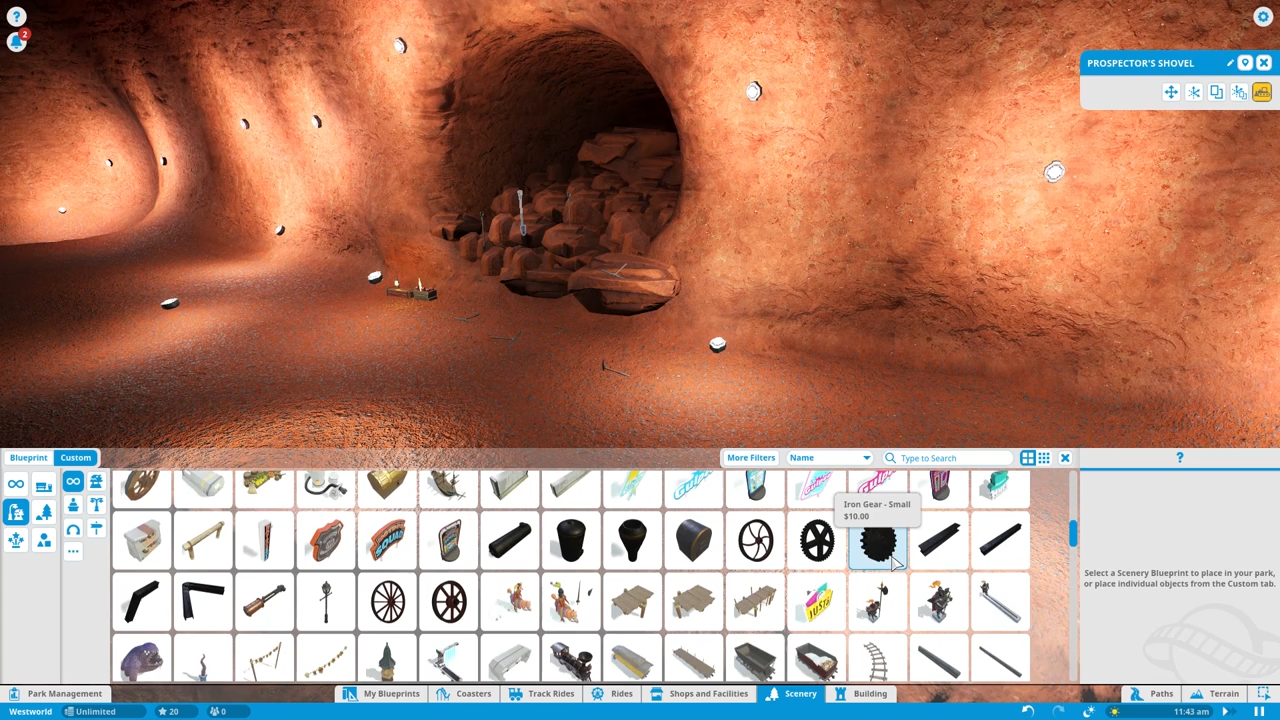 ?
2
PROSPECTOR'S SHOVEL
Blueprint
Custom
More Filters
Name
Type to Search
?
Iron Gear - Small
$10.00
Select a Scenery Blueprint to place in your park,
or place individual objects from the Custom tab.
Park Management
My Blueprints
Coasters
Track Rides
Rides
Shops and Facilities
Scenery
Building
Paths
Terrain
Westworld
Unlimited
20
0
11:43 am